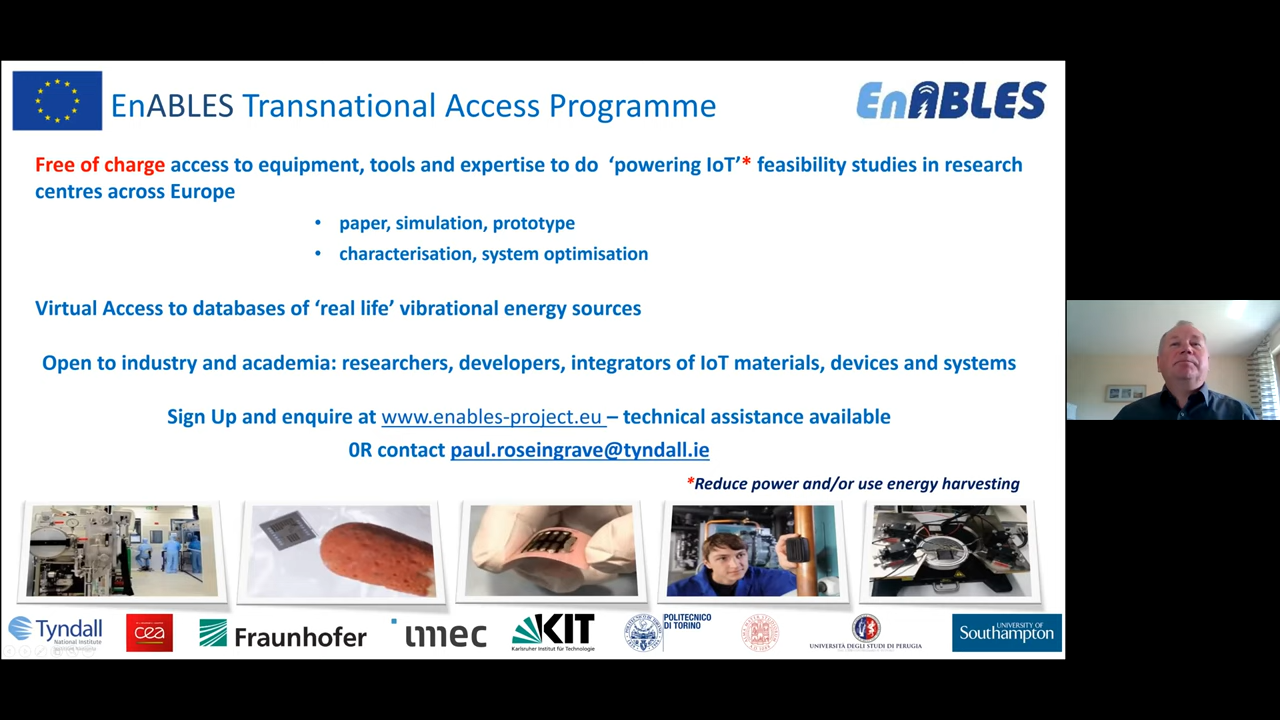 EnABLES Transnational Access Programme
EnABLES
Free of charge access to equipment, tools and expertise to do ‘powering IoT’* feasibility studies in research
centres across Europe
• paper, simulation, prototype
• characterisation, system optimisation
Virtual Access to databases of ‘real life’ vibrational energy sources
Open to industry and academia: researchers, developers, integrators of IoT materials, devices and systems
Sign Up and enquire at www.enables-project.eu – technical assistance available
0R contact paul.roseingrave@tyndall.ie
*Reduce power and/or use energy harvesting
Tyndall
National Institute
cea
Fraunhofer
imec
KIT
Karlsruher Institut für Technologie
POLITECNICO
DI TORINO
UNIVERSITÀ DEGLI STUDI DI PERUGIA
UNIVERSITY OF
Southampton